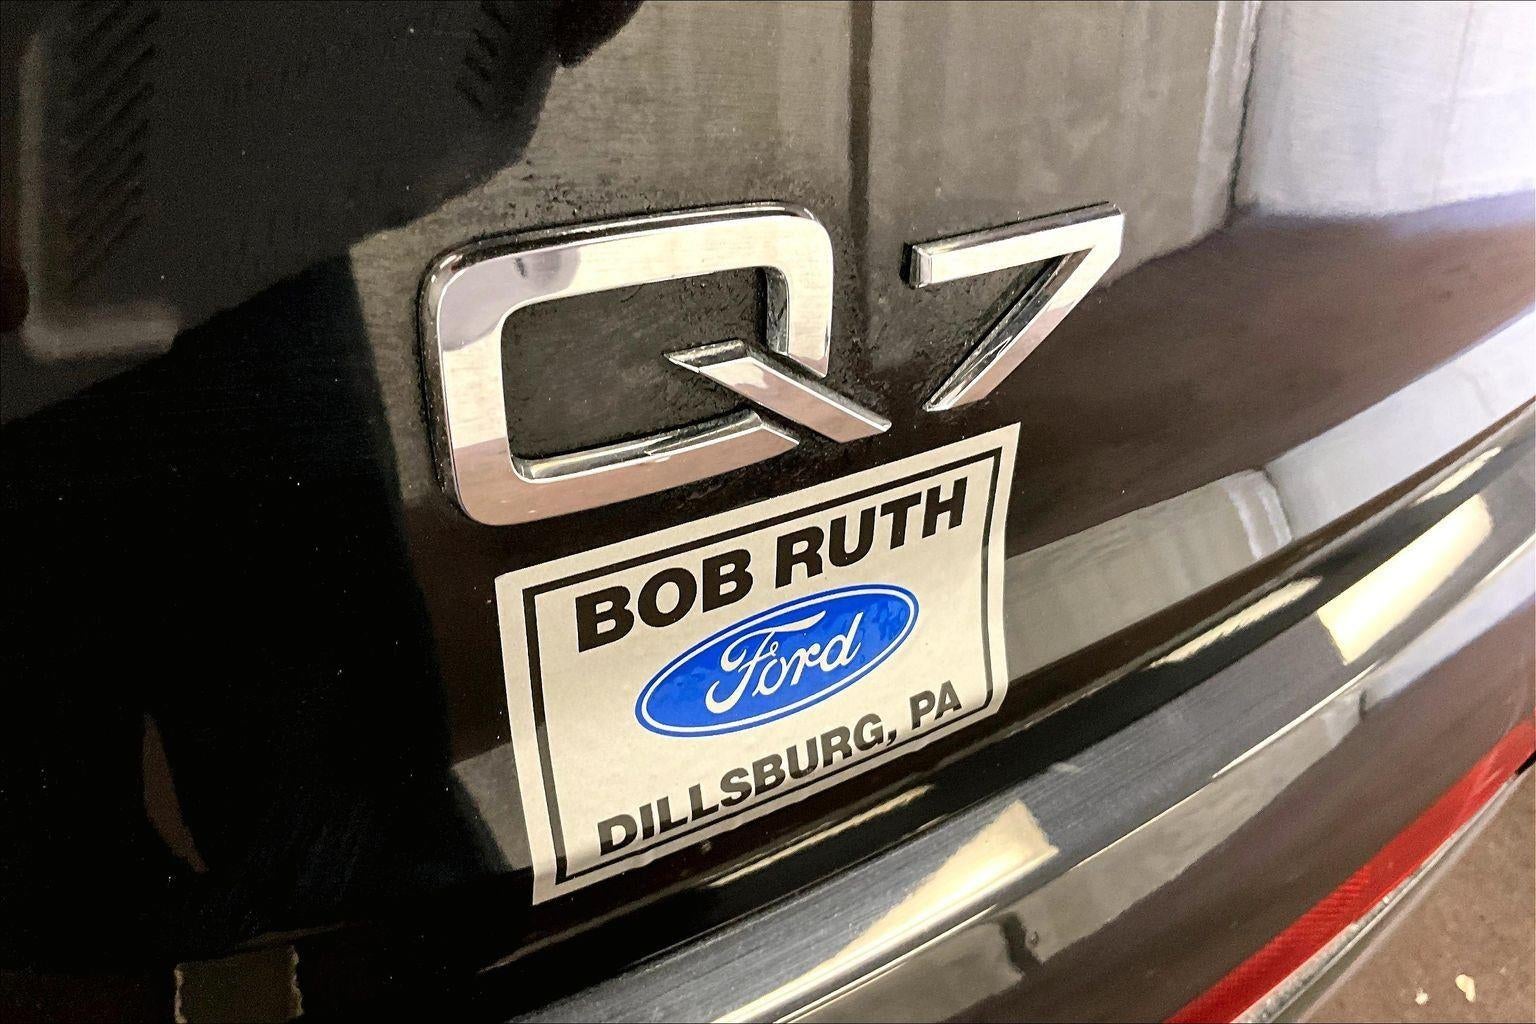 Q7
BOB RUTH
Ford
DILLSBURG, PA